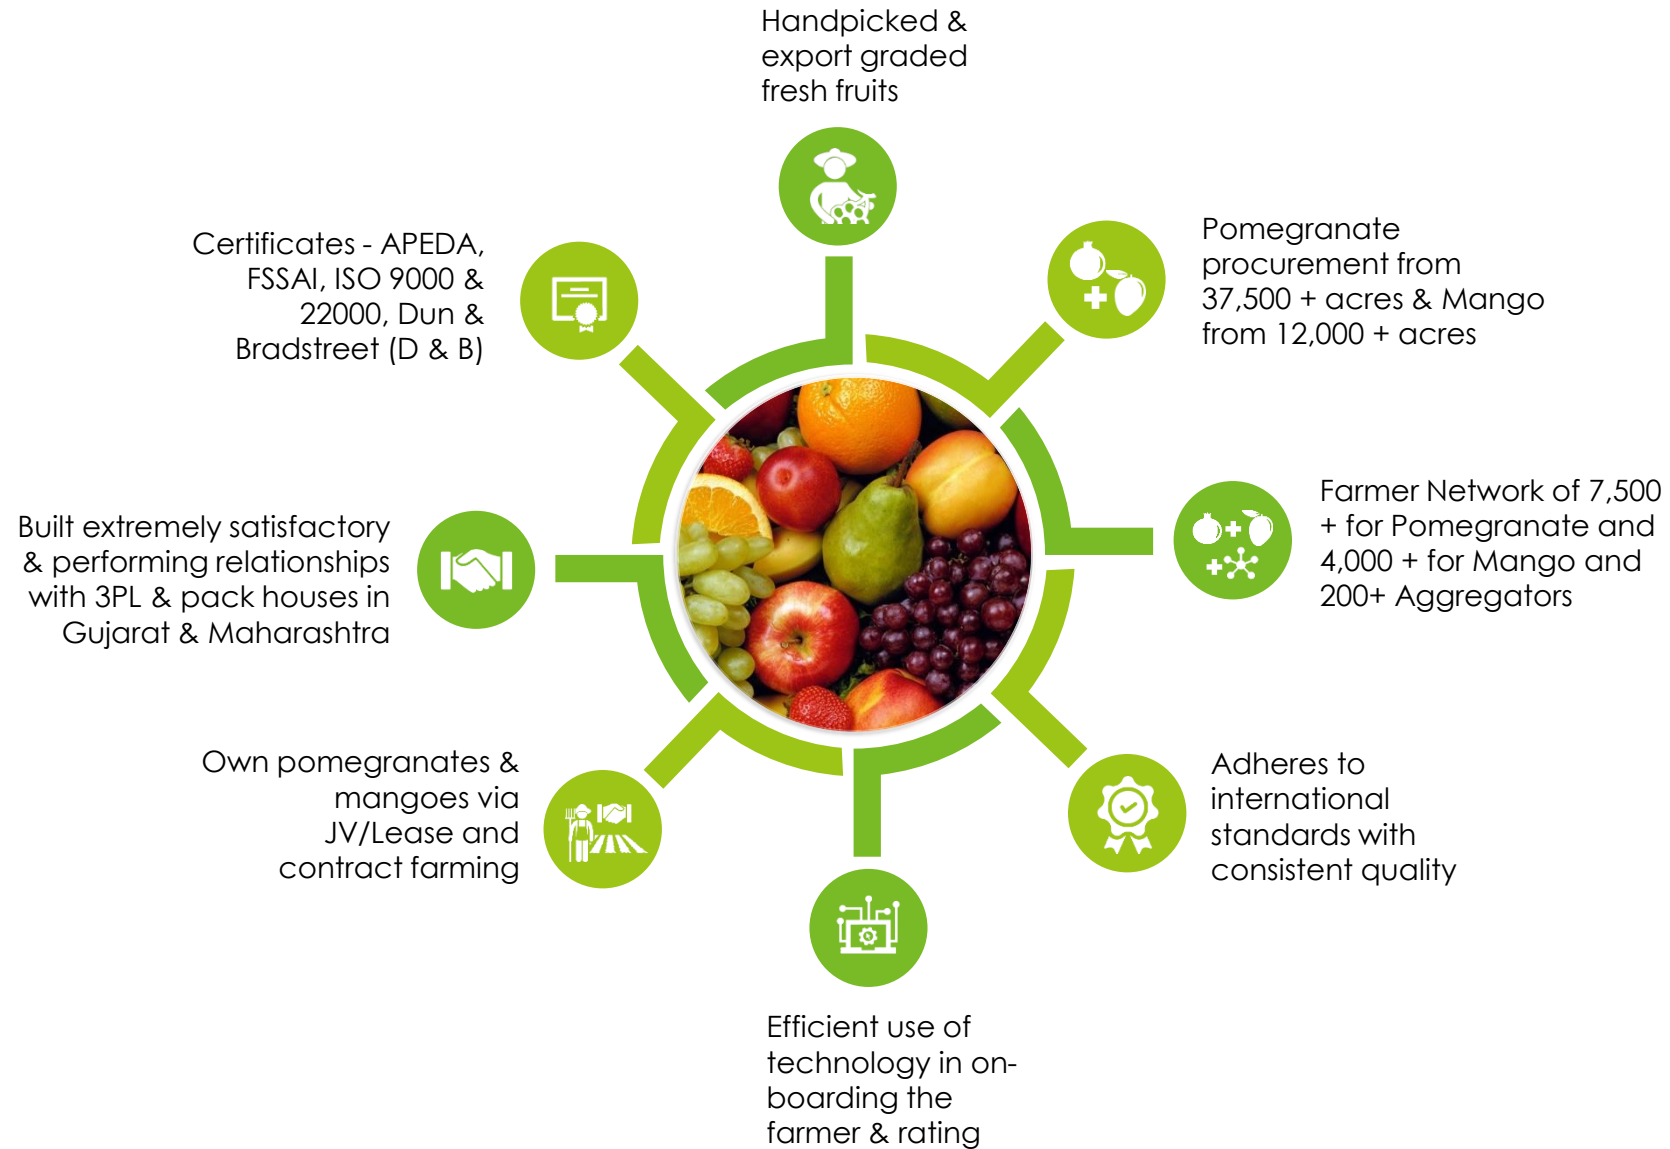 Handpicked &
export graded
fresh fruits
Pomegranate
procurement from
37,500 + acres & Mango
from 12,000 + acres
Farmer Network of 7,500
+ for Pomegranate and
4,000 + for Mango and
200+ Aggregators
Adheres to
international
standards with
consistent quality
Efficient use of
technology in on-
boarding the
farmer & rating
Own pomegranates &
mangoes via
JV/Lease and
contract farming
Built extremely satisfactory
& performing relationships
with 3PL & pack houses in
Gujarat & Maharashtra
Certificates - APEDA,
FSSAI, ISO 9000 &
22000, Dun &
Bradstreet (D & B)